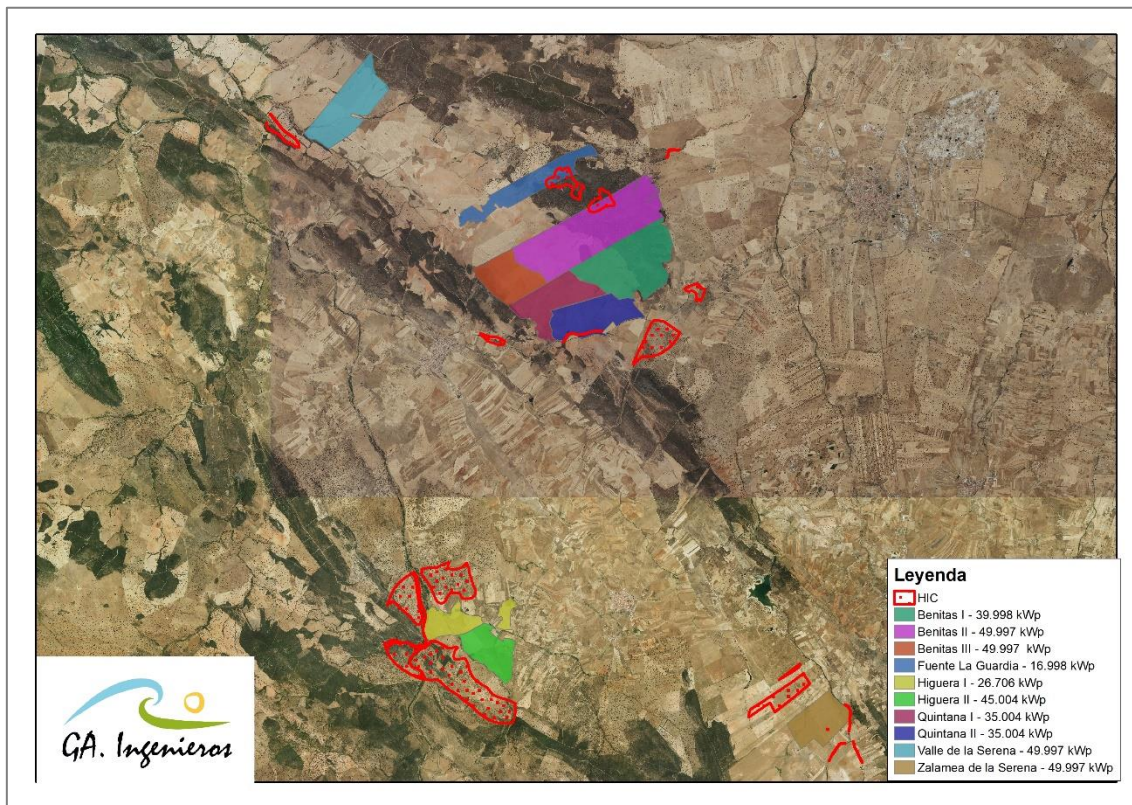 Leyenda
HIC
Benitas I - 39.998 kWp
Benitas II - 49.997 kWp
Benitas III - 49.997 kWp
Fuente La Guardia - 16.998 kWp
Higuera I - 26.706 kWp
Higuera II - 45.004 kWp
Quintana I - 35.004 kWp
Quintana II - 35.004 kWp
Valle de la Serena - 49.997 kWp
Zalamea de la Serena - 49.997 kWp
GA. Ingenieros